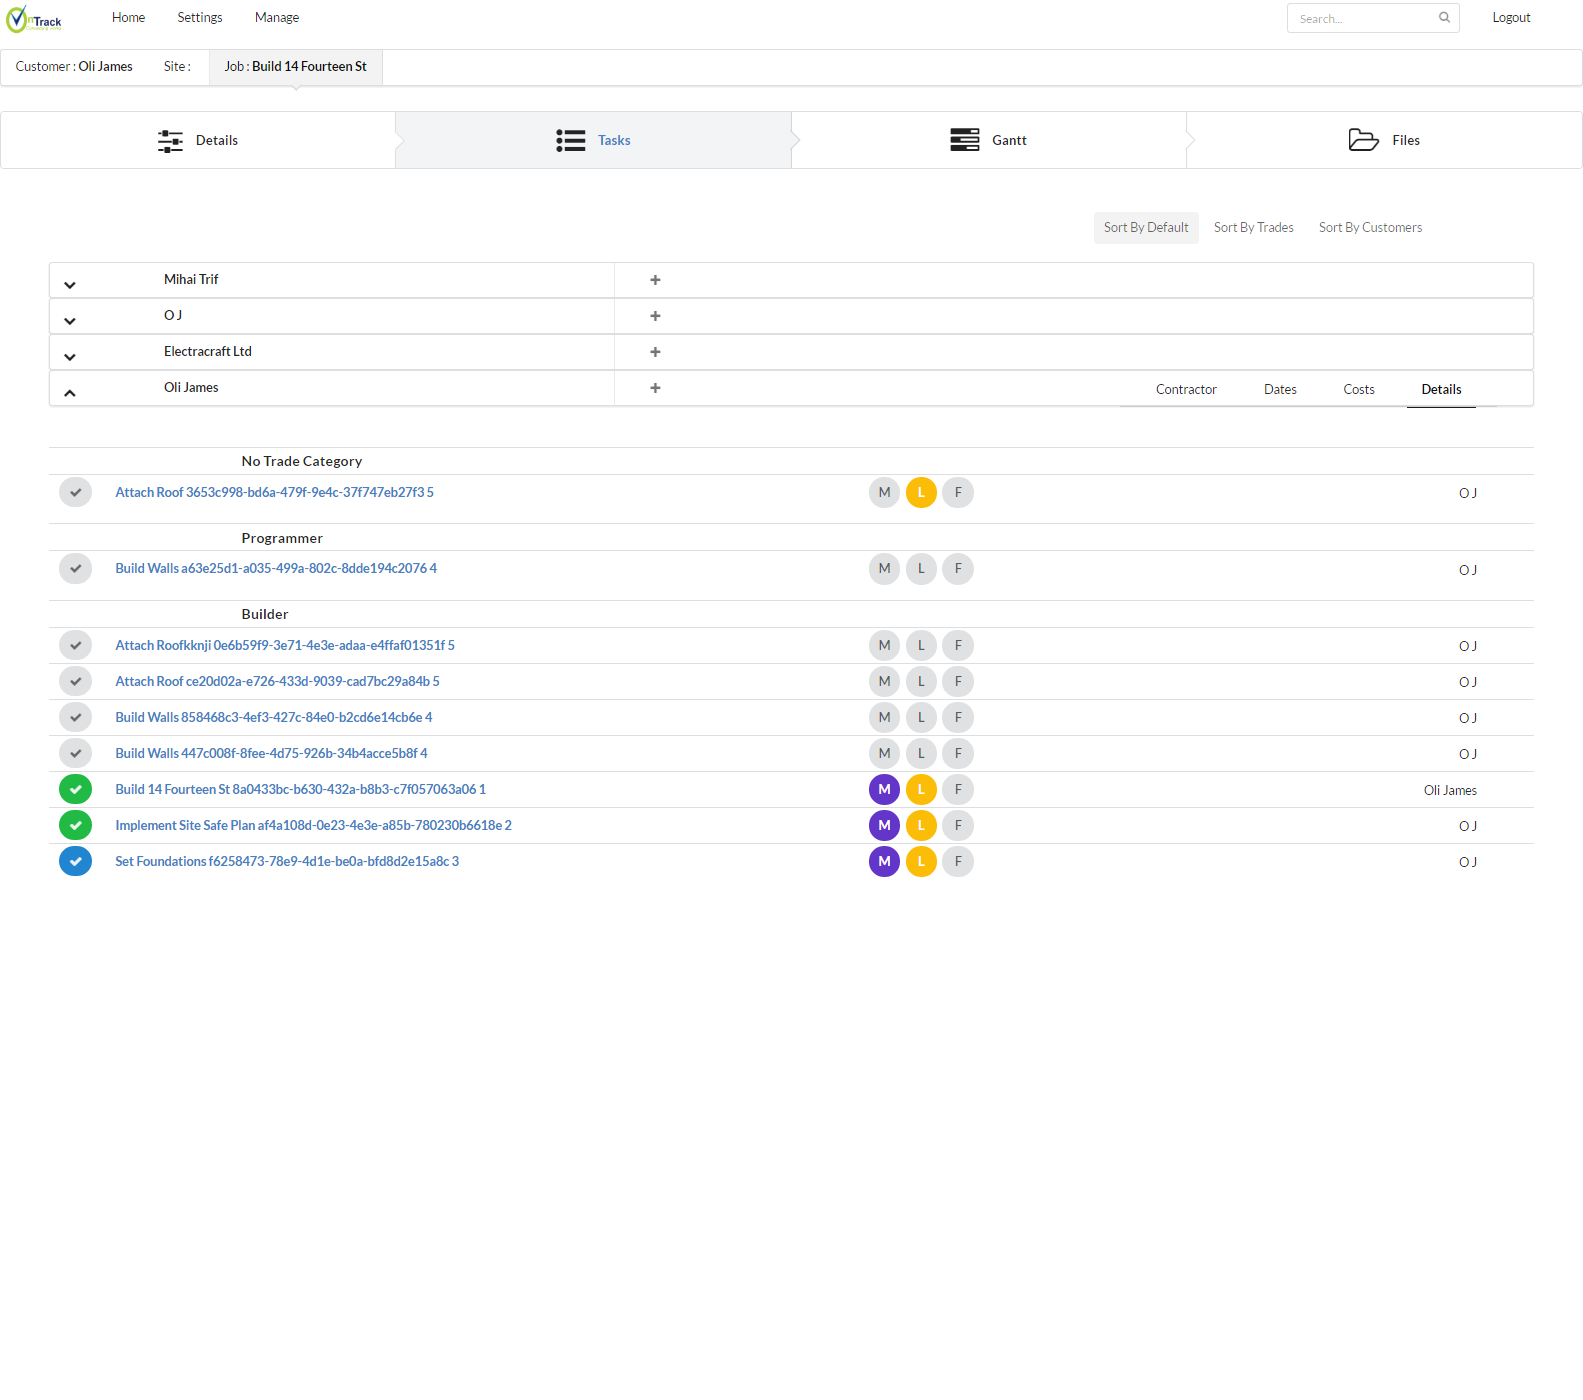 nTrack
Home Settings Manage Search... Logout
Customer : Oli James Site : Job : Build 14 Fourteen St
Details Tasks Gantt Files
Sort By Default Sort By Trades Sort By Customers
Mihai Trif +
O J +
Electracraft Ltd +
Oli James + Contractor Dates Costs Details
No Trade Category
Attach Roof 3653c998-bd6a-479f-9e4c-37f747eb27f3 5 M L F O J
Programmer
Build Walls a63e25d1-a035-499a-802c-8dde194c2076 4 M L F O J
Builder
Attach Roofkknji 0e6b59f9-3e71-4e3e-adaa-e4ffaf01351f 5 M L F O J
Attach Roof ce20d02a-e726-433d-9039-cad7bc29a84b 5 M L F O J
Build Walls 858468c3-4ef3-427c-84e0-b2cd6e14cb6e 4 M L F O J
Build Walls 447c008f-8fee-4d75-926b-34b4acce5b8f 4 M L F O J
Build 14 Fourteen St 8a0433bc-b630-432a-b8b3-c7f057063a06 1 M L F Oli James
Implement Site Safe Plan af4a108d-0e23-4e3e-a85b-780230b6618e 2 M L F O J
Set Foundations f6258473-78e9-4d1e-be0a-bfd8d2e15a8c 3 M L F O J